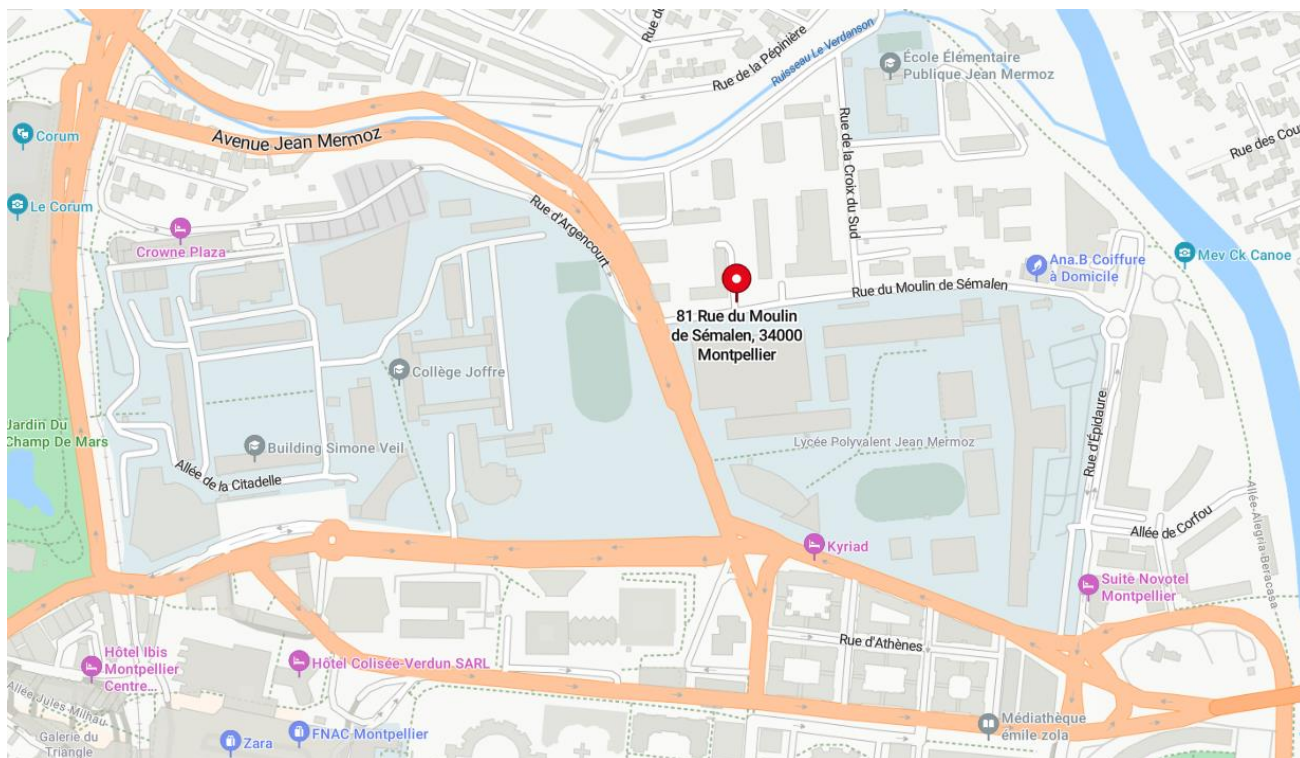 Rue de la Pépinière
Ruisseau Le Verdanson
École Élémentaire
Publique Jean Mermoz
Corum
Avenue Jean Mermoz
Rue de la Croix du Sud
Rue des Cou
Le Corum
Rue d'Argencourt
Crowne Plaza
Mev Ck Canoe
Ana.B Coiffure
à Domicile
Rue du Moulin de Sémalen
81 Rue du Moulin
de Sémalen, 34000
Montpellier
Collège Joffre
Jardin Du
Champ De Mars
Building Simone Veil
Lycée Polyvalent Jean Mermoz
Rue d'Épidaure
Allée de la Citadelle
Allée de Corfou
Allée-Alegria-Beracasa
Kyriad
Suite Novotel
Montpellier
Rue d'Athènes
Hôtel Ibis
Montpellier
Centre...
Hôtel Colisée-Verdun SARL
Allée Jules Milhau
Médiathèque
émile zola
FNAC Montpellier
Zara
Galerie du
Triangle